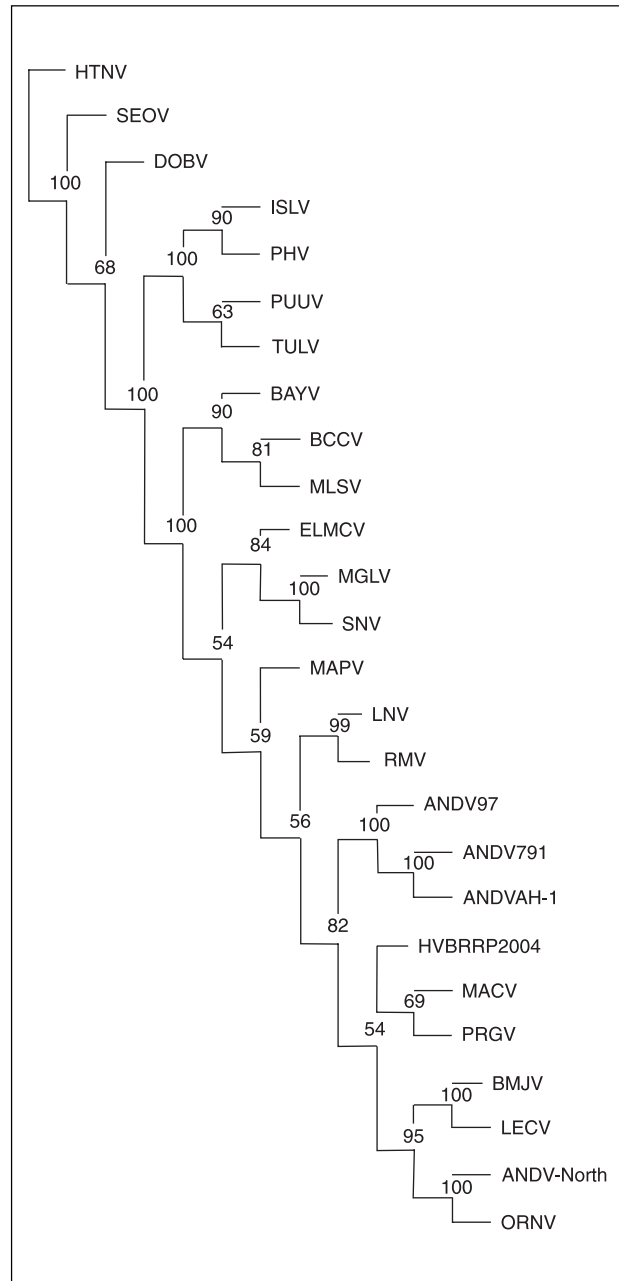 HTNV
SEOV
DOBV
100
ISLV
90
PHV
100
68
PUUV
63
TULV
BAYV
100
90
BCCV
81
MLSV
100
ELMCV
84
MGLV
100
SNV
54
MAPV
LNV
99
59
RMV
ANDV97
56
100
ANDV791
100
ANDVAH-1
82
HVBRRP2004
MACV
69
54
PRGV
BMJV
100
LECV
95
ANDV-North
100
ORNV